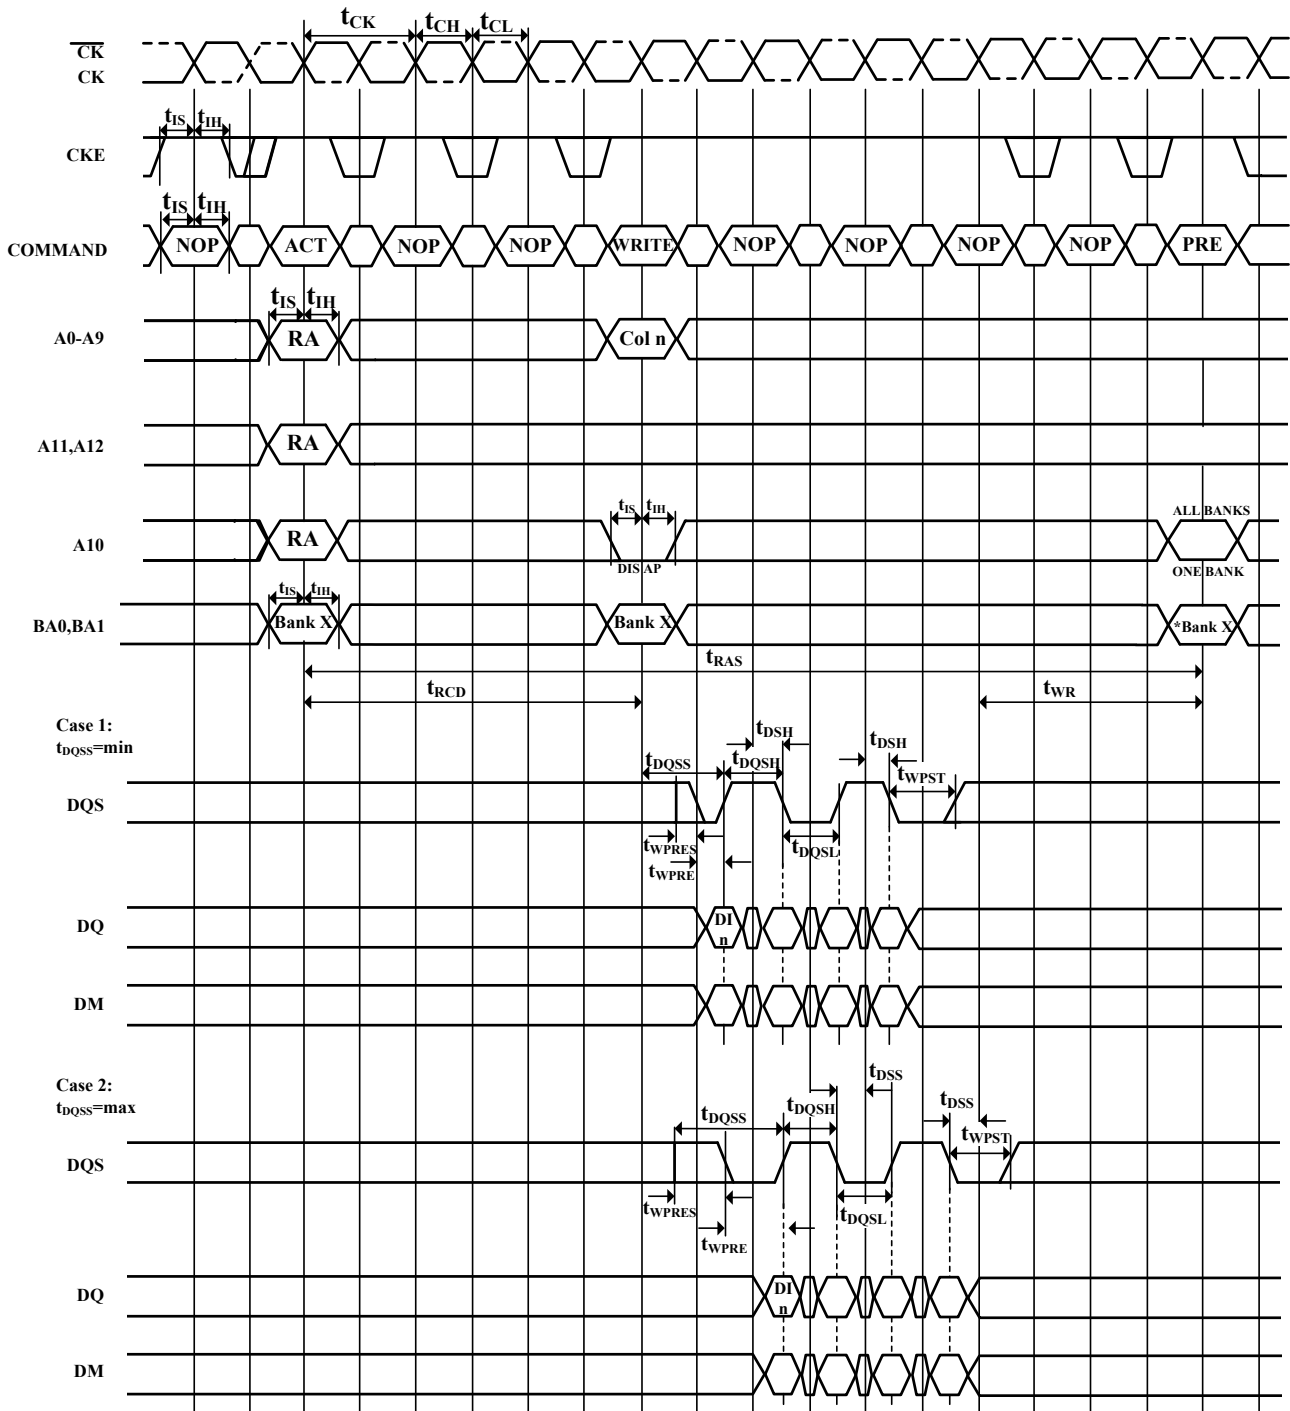 tCK tCH tCL
CK
CK
tIS tIH
CKE
tIS tIH
COMMAND NOP ACT NOP NOP WRITE NOP NOP NOP NOP PRE
tIS tIH
A0-A9 RA Col n
A11,A12 RA
ALL BANKS
tIS tIH
A10 RA
DIS AP ONE BANK
tIS tIH
BA0,BA1 Bank X Bank X *Bank X
tRAS
tRCD tWR
Case 1:
tDQSS=min
tDSH tDSH
tDQSS tDQSH tWPST
DQS
tWPRES tDQSL
tWPRE
DQ DI
n
DM
Case 2:
tDQSS=max
tDSS tDSS
tDQSS tDQSH tWPST
DQS
tWPRES tDQSL
tWPRE
DQ DI
n
DM